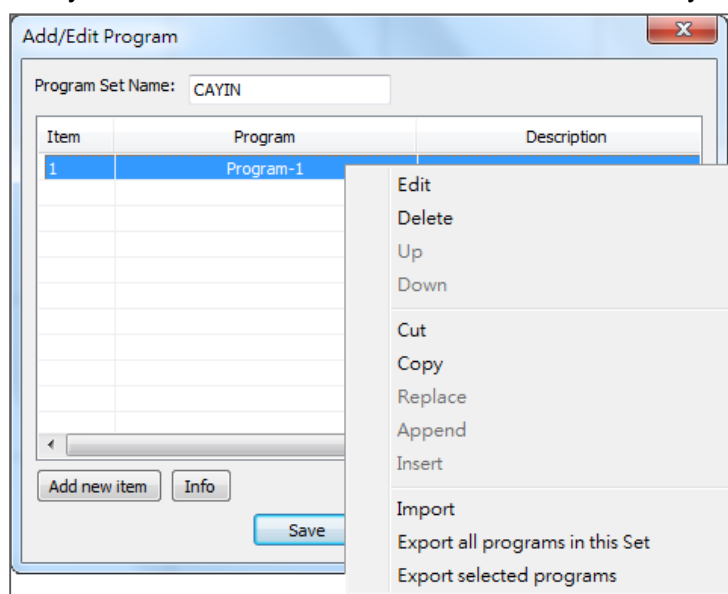 Add/Edit Program
Program Set Name: CAYIN
Item Program Description
1 Program-1
Edit
Delete
Up
Down
Cut
Copy
Replace
Append
Insert
Import
Export all programs in this Set
Export selected programs
Add new item Info
Save